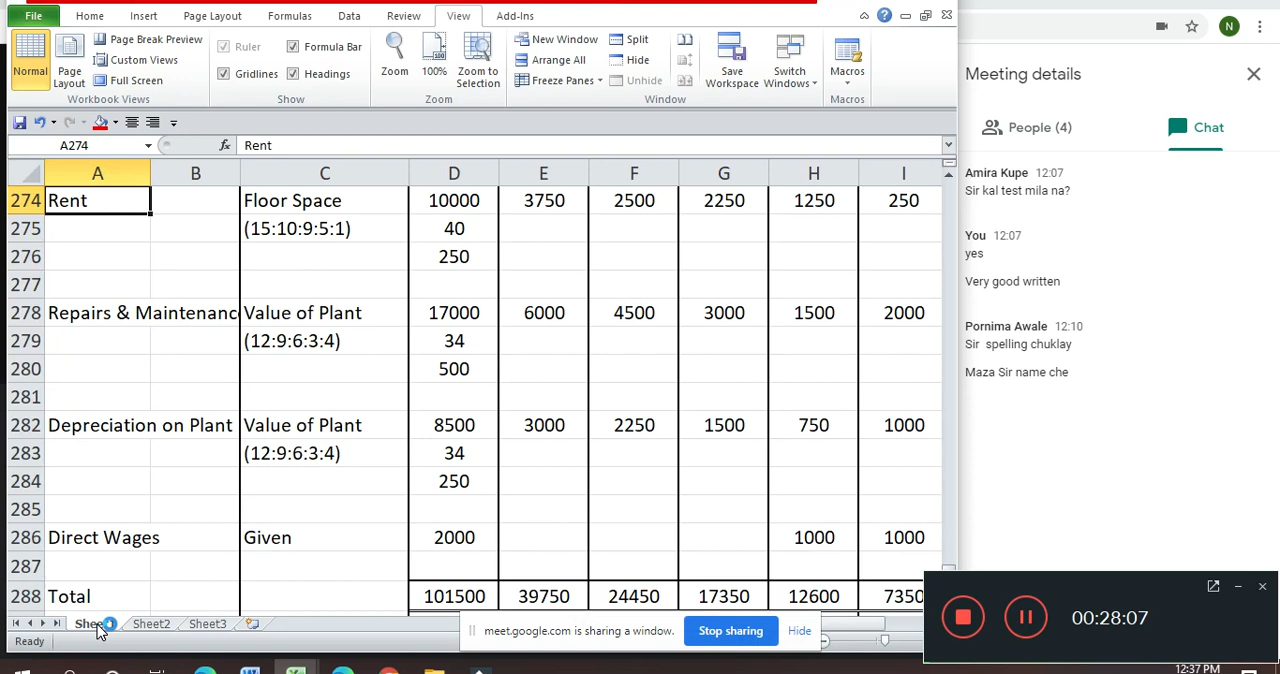 File Home Insert Page Layout Formulas Data Review View Add-Ins
Normal Page Layout Page Break Preview Custom Views Full Screen
Workbook Views
Ruler Formula Bar
Gridlines Headings
Show
Zoom 100% Zoom to Selection
Zoom
New Window Split
Arrange All Hide
Freeze Panes Unhide
Save Workspace Switch Windows
Window
Macros
Macros
A274 fx Rent
A B C D E F G H I
274 Rent Floor Space 10000 3750 2500 2250 1250 250
275 (15:10:9:5:1) 40
276 250
277
278 Repairs & Maintenanc Value of Plant 17000 6000 4500 3000 1500 2000
279 (12:9:6:3:4) 34
280 500
281
282 Depreciation on Plant Value of Plant 8500 3000 2250 1500 750 1000
283 (12:9:6:3:4) 34
284 250
285
286 Direct Wages Given 2000 1000 1000
287
288 Total 101500 39750 24450 17350 12600 7350
Shee Sheet2 Sheet3
Ready
meet.google.com is sharing a window. Stop sharing Hide
N
Meeting details
People (4) Chat
Amira Kupe 12:07
Sir kal test mila na?
You 12:07
yes
Very good written
Pornima Awale 12:10
Sir spelling chuklay
Maza Sir name che
00:28:07
12:37 PM